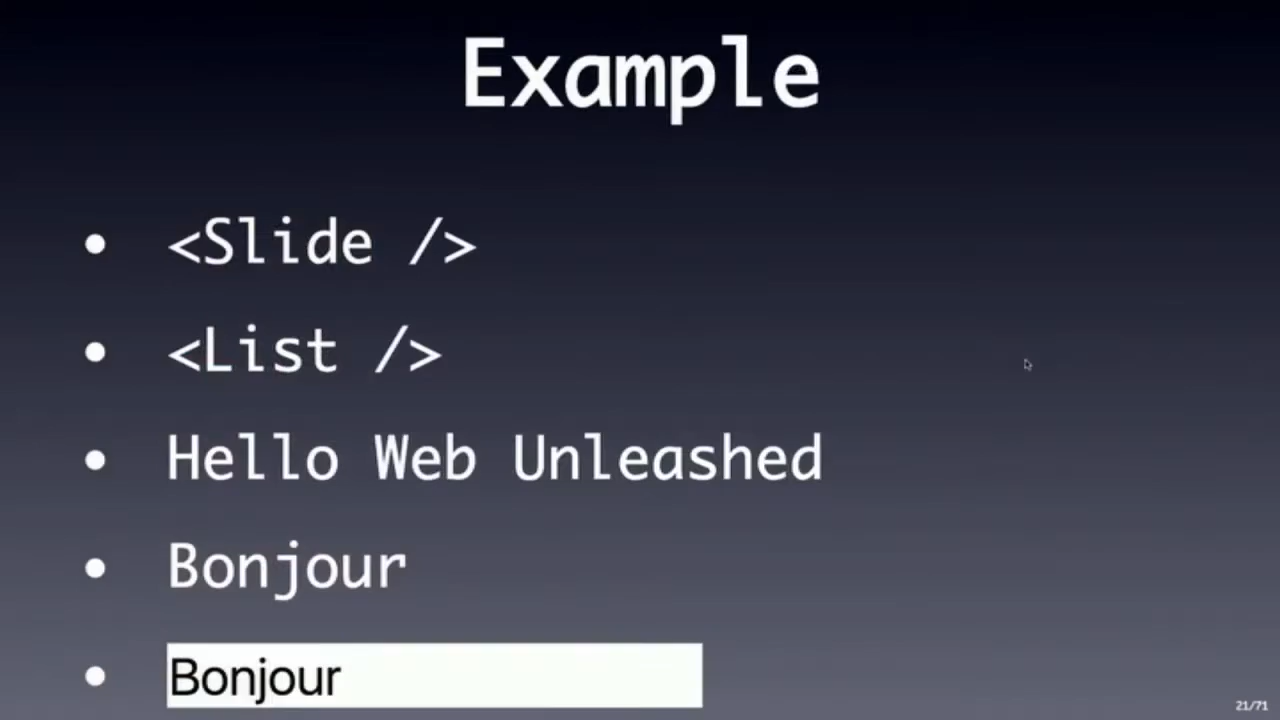 Example
• <Slide />
• <List />
• Hello Web Unleashed
• Bonjour
• Bonjour
21/71